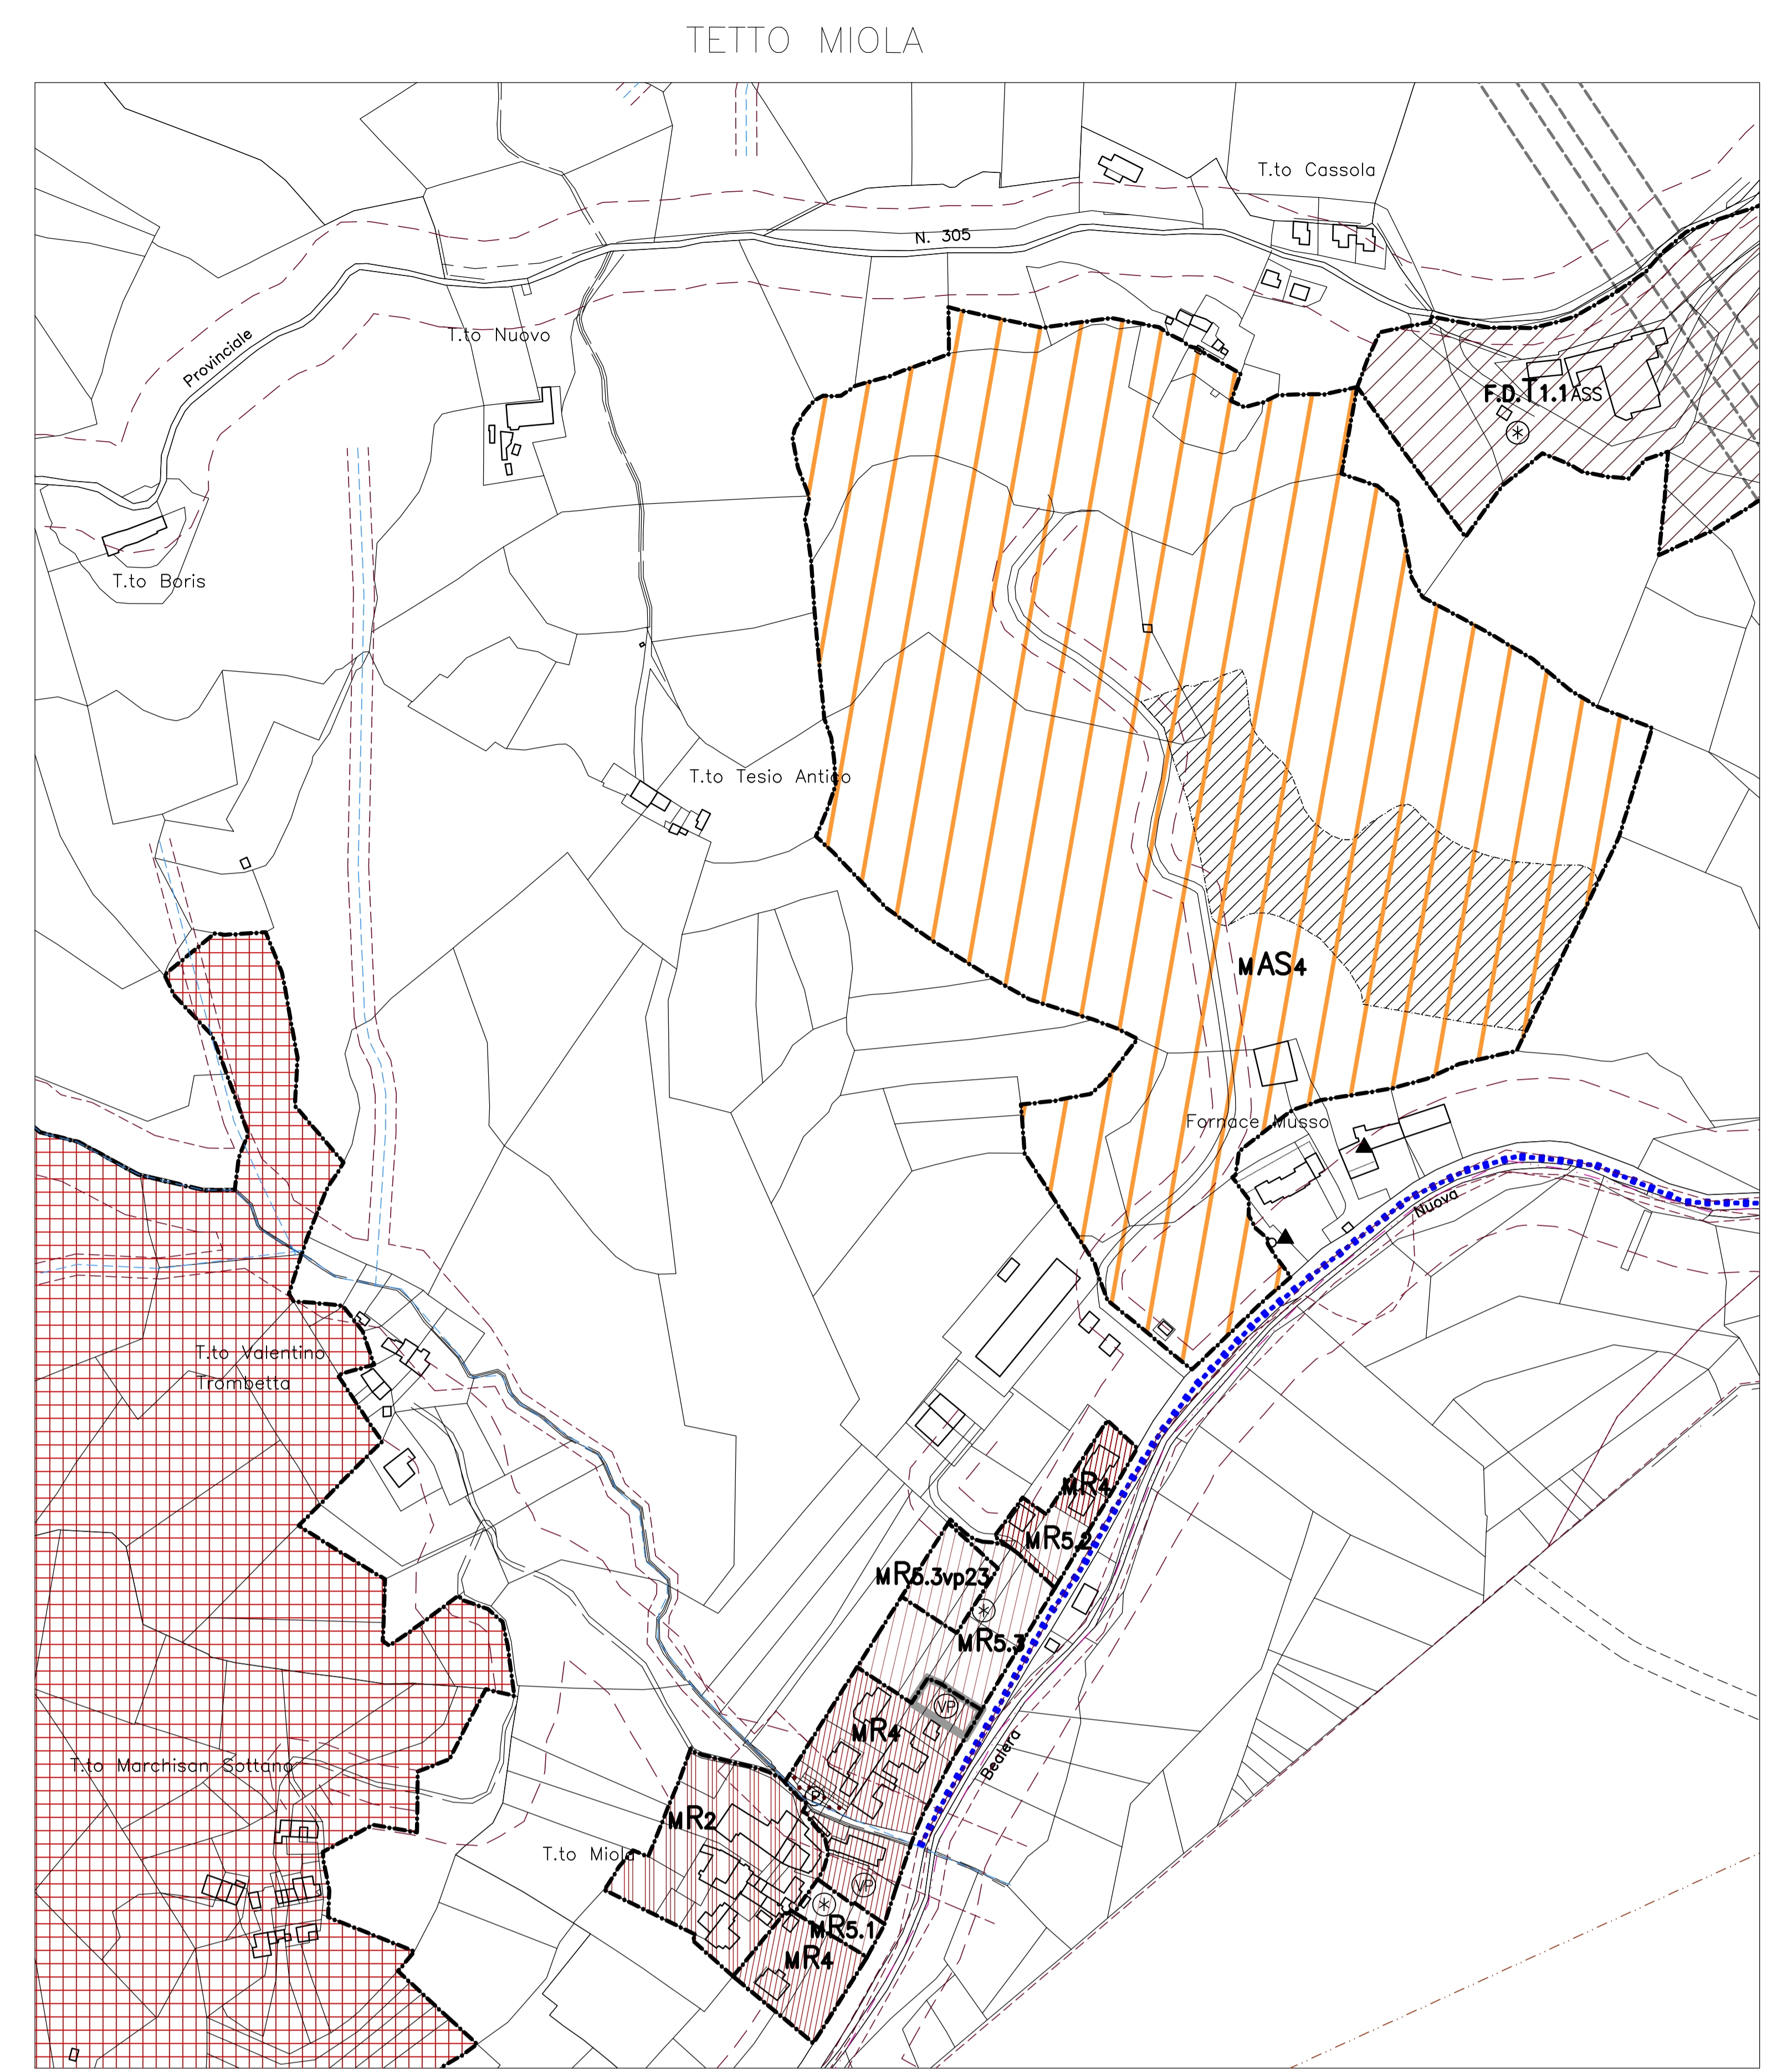 TETTO MIOLA
T.to Cassola
N. 305
T.to Nuovo
Provinciale
F.D.T1.1ASS
T.to Boris
T.to Tesio Antico
MAS4
Fornace Musso
Nuova
T.to Valentino
Trombetta
MR4
MR5.2
MR5.3vp23
MR5.3
VP
MR4
Bealera
T.to Marchisan Sottano
P
MR2
T.to Miola
VP
MR5.1
MR4